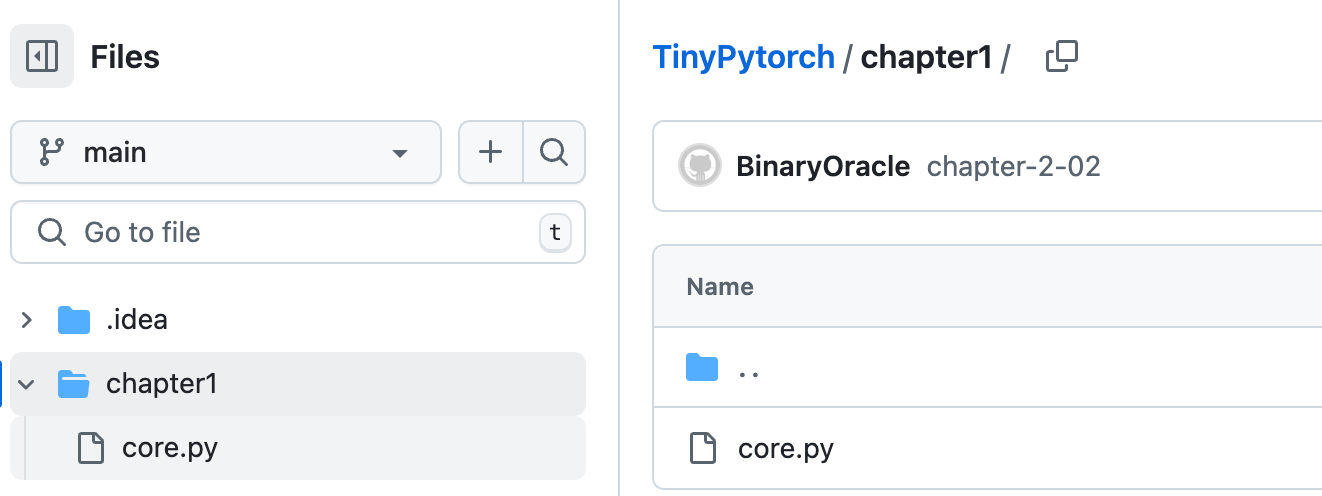 Files
main
Go to file
t
.idea
chapter1
core.py
TinyPytorch / chapter1 /
BinaryOracle chapter-2-02
Name
..
core.py